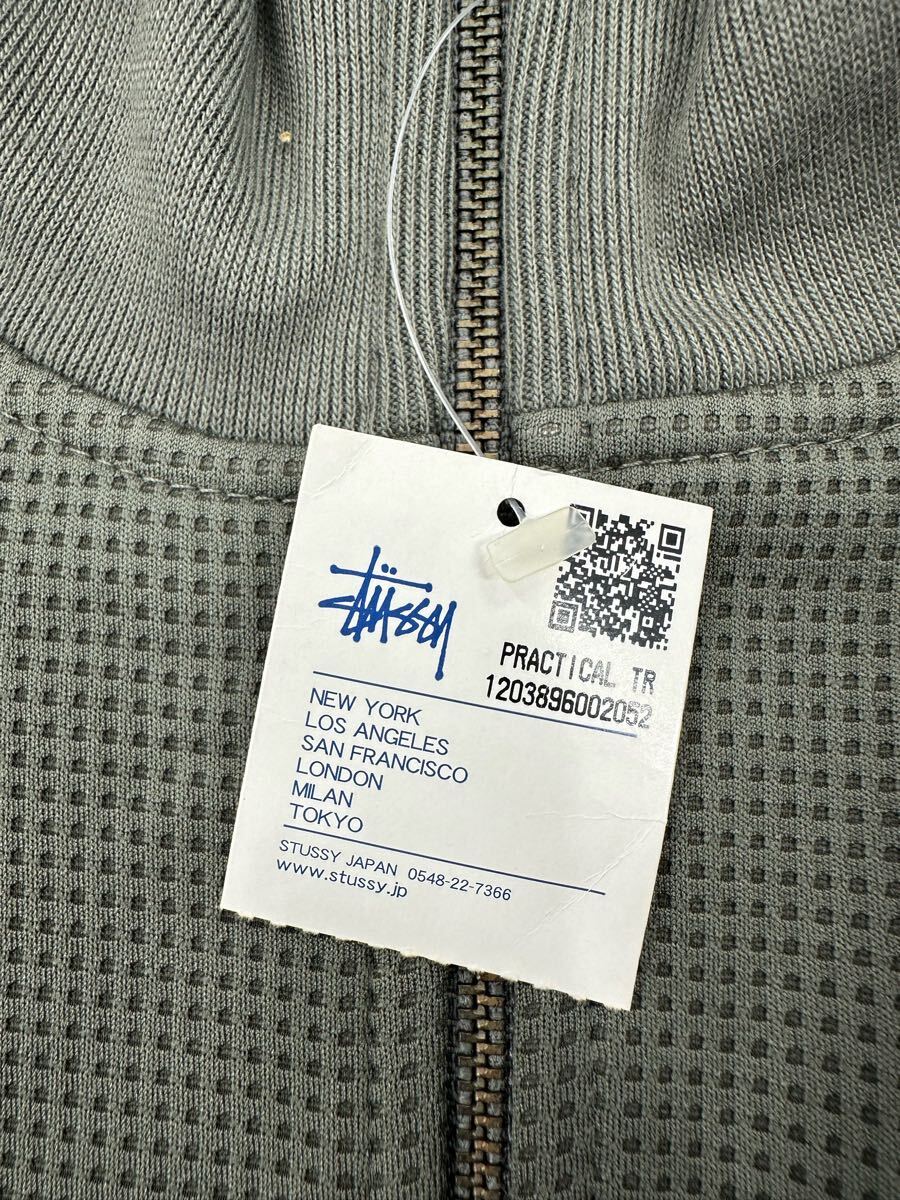 STÜSSY
PRACTICAL TR
1203896002052
NEW YORK
LOS ANGELES
SAN FRANCISCO
LONDON
MILAN
TOKYO
STUSSY JAPAN 0548-22-7366
www.stussy.jp